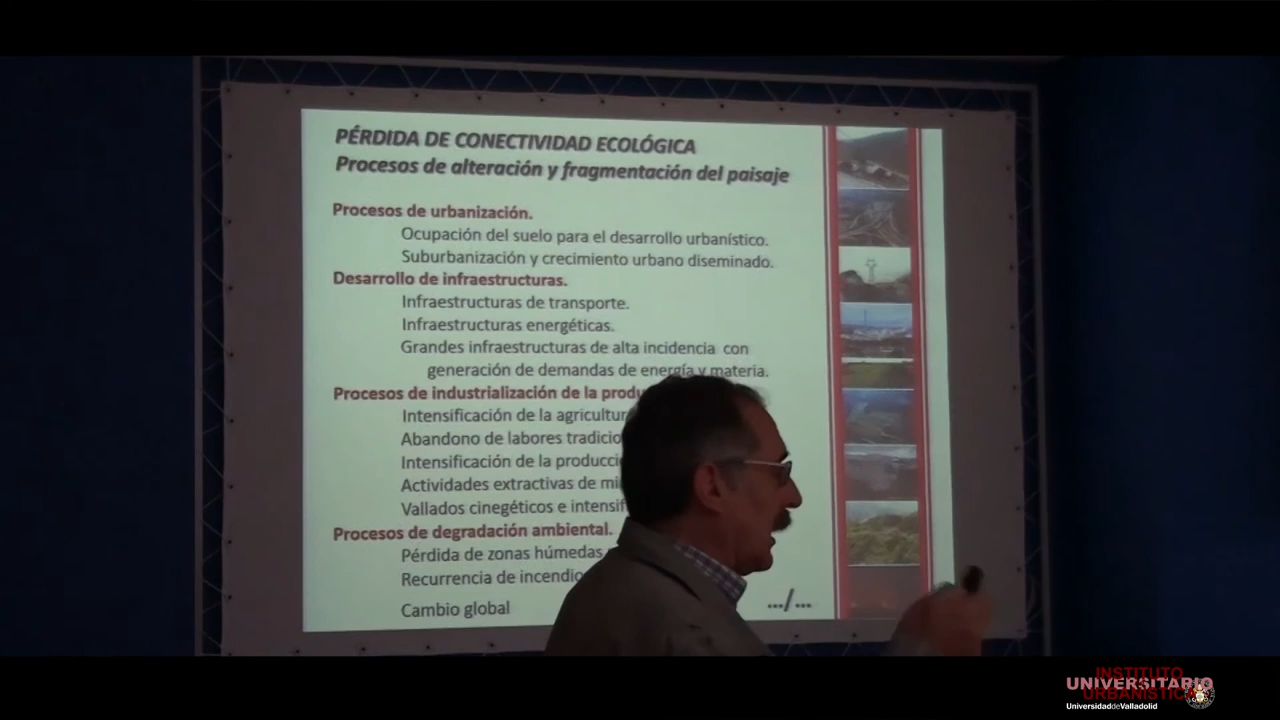 PÉRDIDA DE CONECTIVIDAD ECOLÓGICA
Procesos de alteración y fragmentación del paisaje
Procesos de urbanización.
Ocupación del suelo para el desarrollo urbanístico.
Suburbanización y crecimiento urbano diseminado.
Desarrollo de infraestructuras.
Infraestructuras de transporte.
Infraestructuras energéticas.
Grandes infraestructuras de alta incidencia con
generación de demandas de energía y materia.
Procesos de industrialización de la
Intensificación de la
Abandono de labores
Intensificación de la
Actividades extractivas de
Vallados cinegéticos e
Procesos de degradación ambiental.
Pérdida de zonas húmedas
Recurrencia de
Cambio global
.../...
INSTITUTO
UNIVERSITARIO
URBANÍSTICA
UniversidaddeValladolid